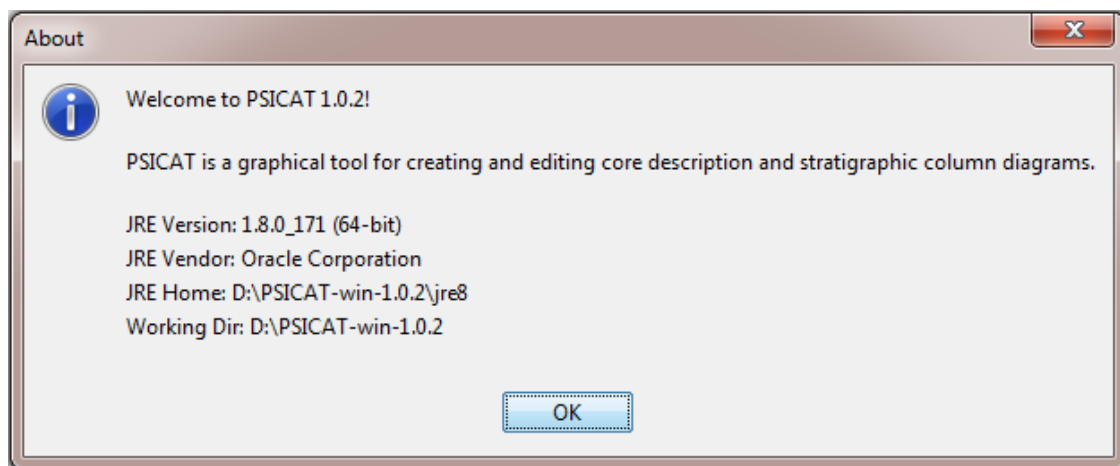 About
Welcome to PSICAT 1.0.2!
PSICAT is a graphical tool for creating and editing core description and stratigraphic column diagrams.
JRE Version: 1.8.0_171 (64-bit)
JRE Vendor: Oracle Corporation
JRE Home: D:\PSICAT-win-1.0.2\jre8
Working Dir: D:\PSICAT-win-1.0.2
OK